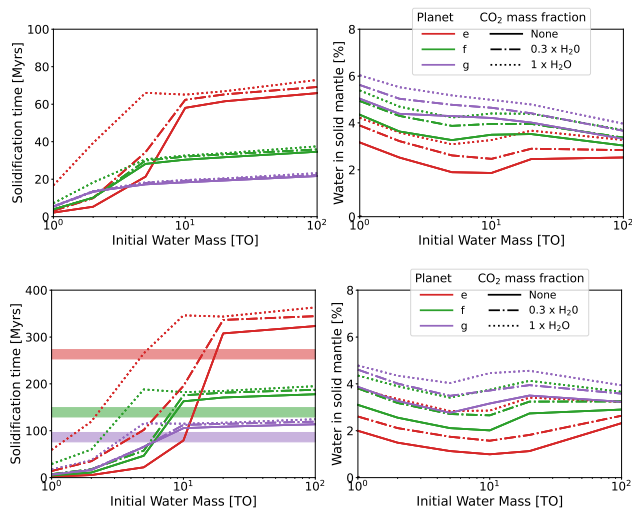 Planet CO2 mass fraction
e None
f 0.3 x H20
g 1 x H2O
100
80
60
40
20
0
Solidification time [Myrs]
10^0 10^1 10^2
Initial Water Mass [TO]
8
6
4
2
0
Water in solid mantle [%]
10^0 10^1 10^2
Initial Water Mass [TO]
Planet CO2 mass fraction
e None
f 0.3 x H20
g 1 x H2O
400
300
200
100
0
Solidification time [Myrs]
10^0 10^1 10^2
Initial Water Mass [TO]
8
6
4
2
0
Water in solid mantle [%]
10^0 10^1 10^2
Initial Water Mass [TO]